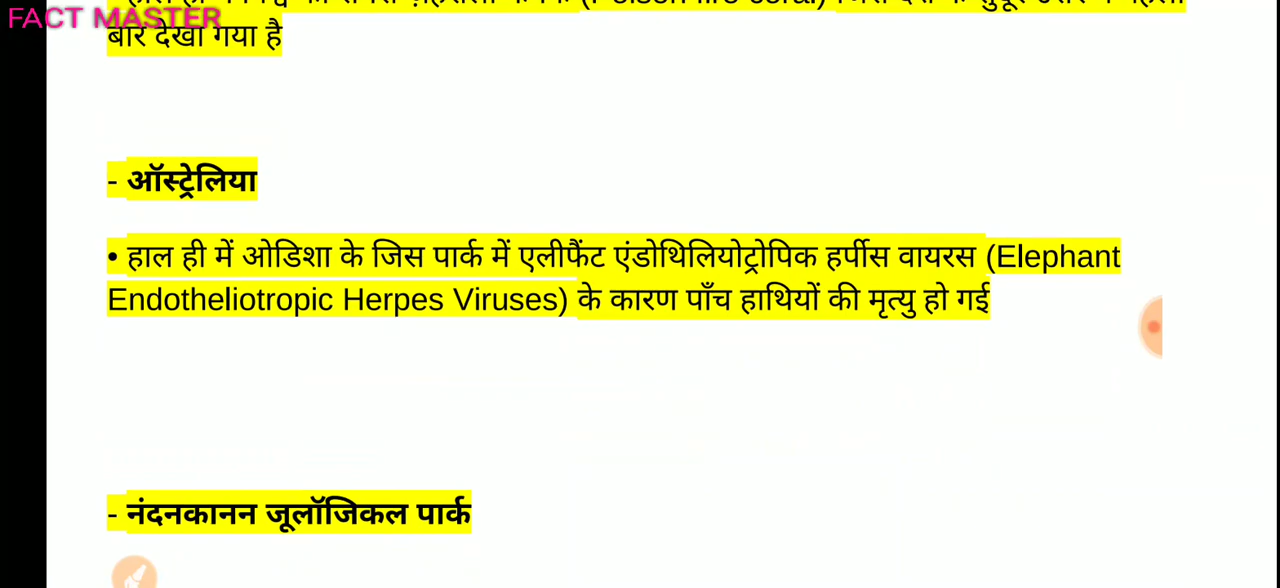 FACT MASTER
बार देखा गया है
- ऑस्ट्रेलिया
• हाल ही में ओडिशा के जिस पार्क में एलीफैंट एंडोथिलियोट्रोपिक हर्पीस वायरस (Elephant
Endotheliotropic Herpes Viruses) के कारण पाँच हाथियों की मृत्यु हो गई
- नंदनकानन जूलॉजिकल पार्क